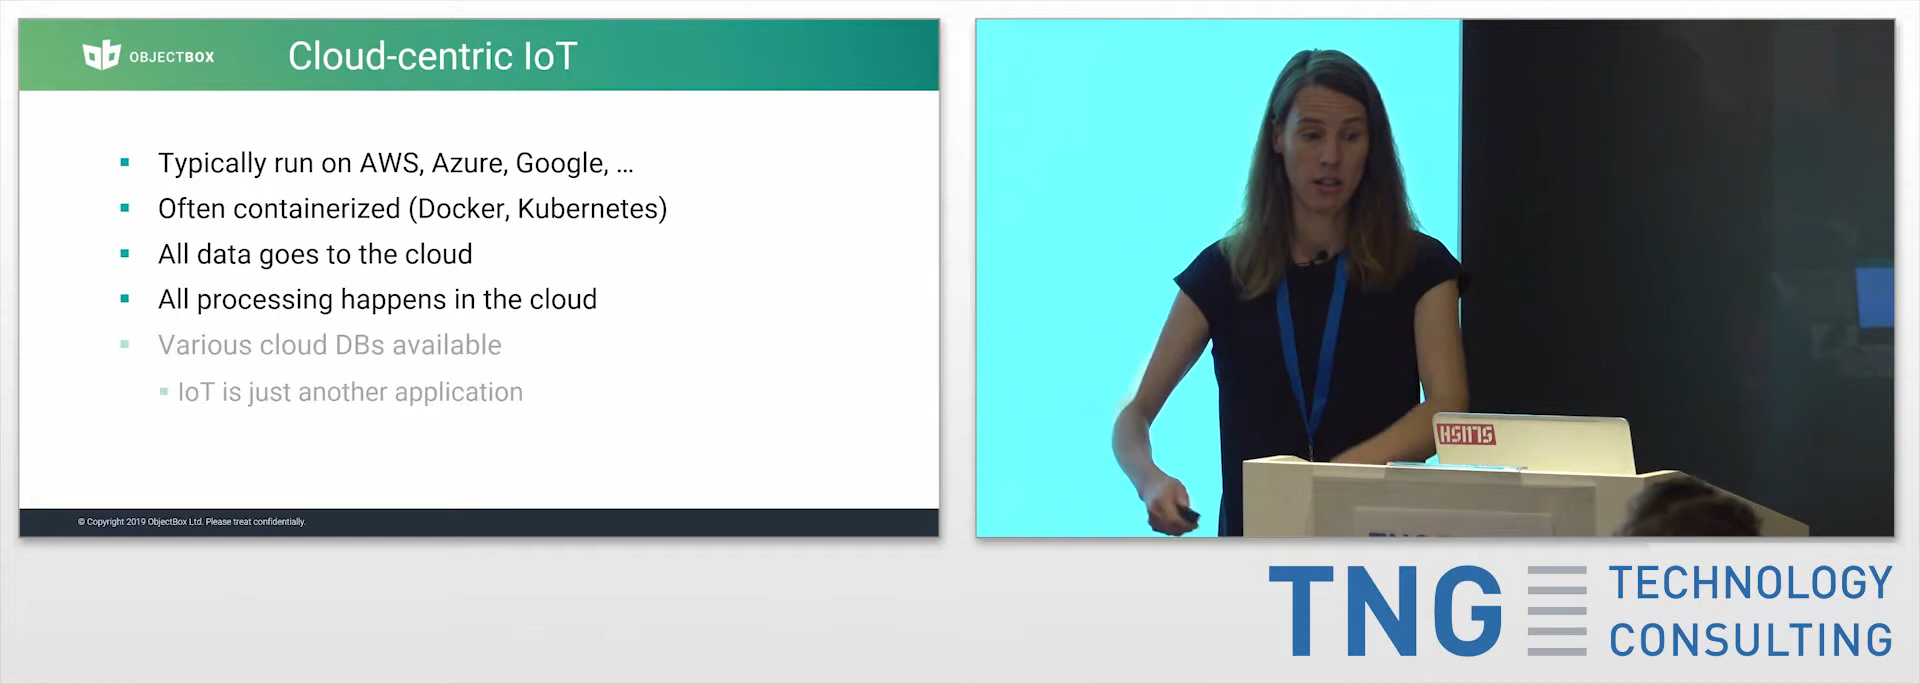 OBJECTBOX
Cloud-centric IoT
Typically run on AWS, Azure, Google, ...
Often containerized (Docker, Kubernetes)
All data goes to the cloud
All processing happens in the cloud
Various cloud DBs available
IoT is just another application
© Copyright 2019 ObjectBox Ltd. Please treat confidentially.
TNG TECHNOLOGY
CONSULTING